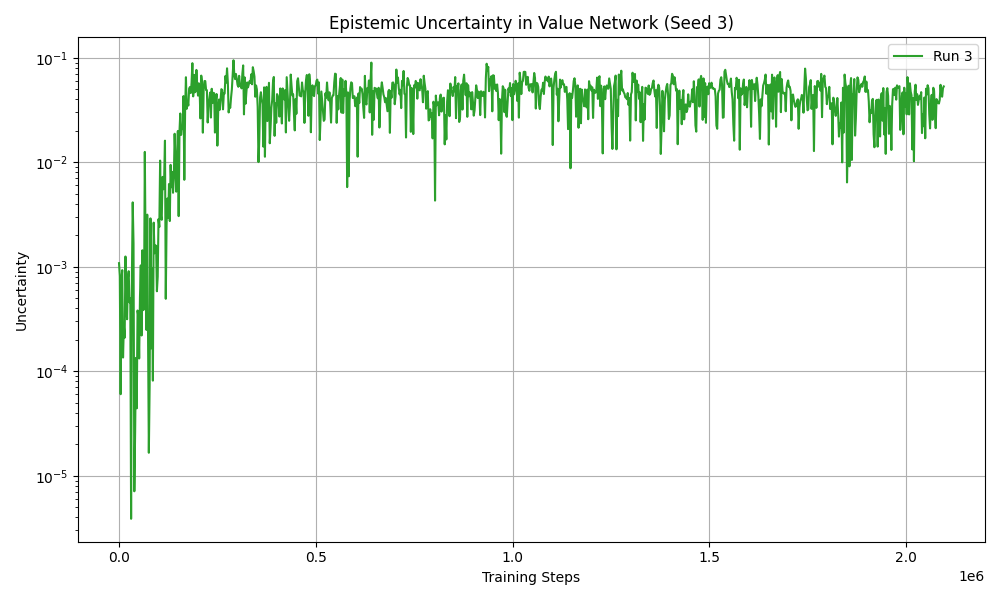 Epistemic Uncertainty in Value Network (Seed 3)
Run 3
Uncertainty
10⁻¹
10⁻²
10⁻³
10⁻⁴
10⁻⁵
0.0 0.5 1.0 1.5 2.0
1e6
Training Steps